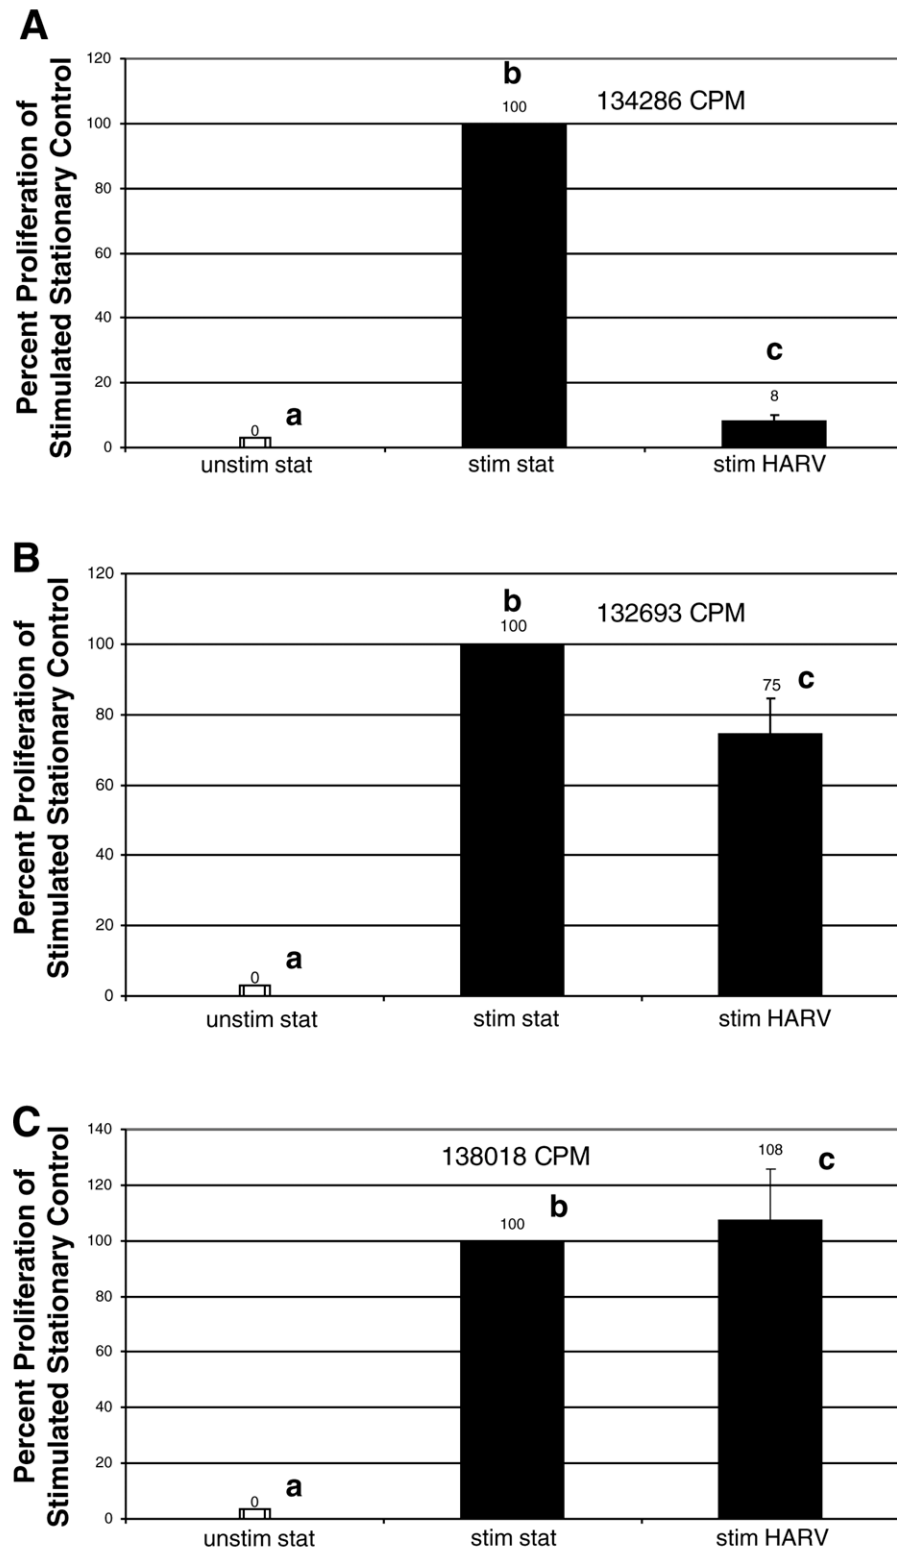 A
Percent Proliferation of
Stimulated Stationary Control
120
100
80
60
40
20
0
b
100
134286 CPM
c
8
a
0
unstim stat
stim stat
stim HARV
B
Percent Proliferation of
Stimulated Stationary Control
120
100
80
60
40
20
0
b
100
132693 CPM
75
c
a
0
unstim stat
stim stat
stim HARV
C
Percent Proliferation of
Stimulated Stationary Control
140
120
100
80
60
40
20
0
138018 CPM
108
c
b
100
a
0
unstim stat
stim stat
stim HARV